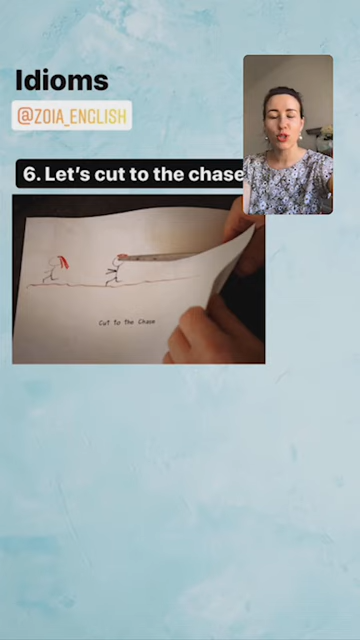 Idioms
@ZOIA_ENGLISH
6. Let's cut to the chase
Cut to the Chase